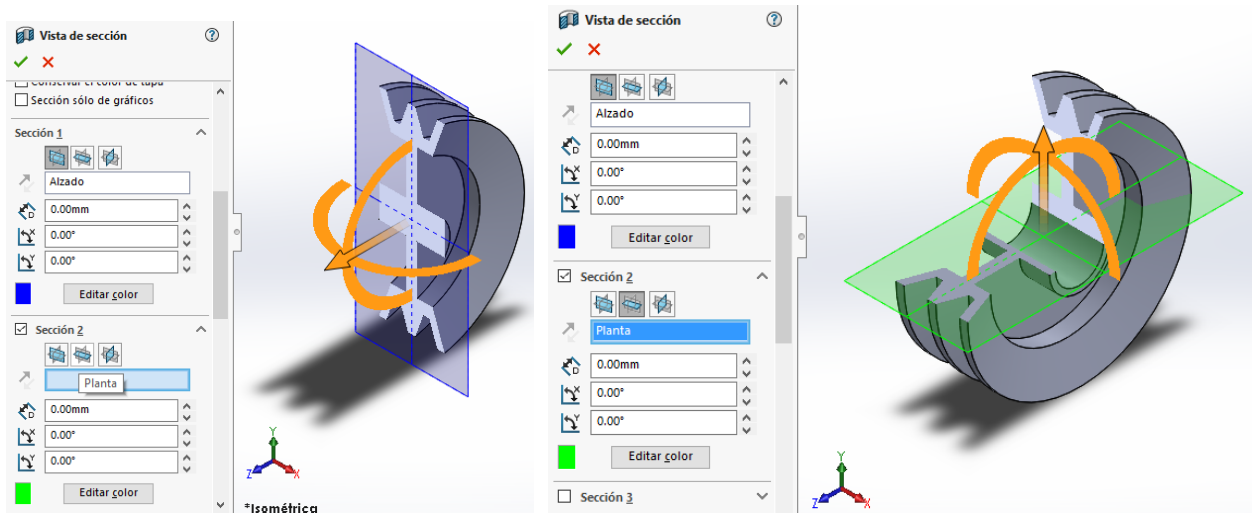 Vista de sección
Conservar el color de tapa
Sección sólo de gráficos
Sección 1
Alzado
0.00mm
0.00°
0.00°
Editar color
Sección 2
Planta
0.00mm
0.00°
0.00°
Editar color
Y
Z
X
*Isométrica
Vista de sección
Alzado
0.00mm
0.00°
0.00°
Editar color
Sección 2
Planta
0.00mm
0.00°
0.00°
Editar color
Sección 3
Y
Z
X